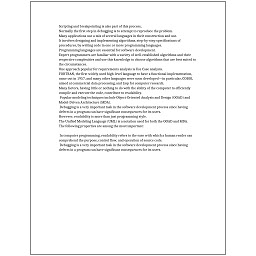 Scripting and breakpointing is also part of this process.
Normally the first step in debugging is to attempt to reproduce the problem.
Many applications use a mix of several languages in their construction and use.
It involves designing and implementing algorithms, step-by-step specifications of
procedures, by writing code in one or more programming languages.
Programming languages are essential for software development.
Expert programmers are familiar with a variety of well-established algorithms and their
respective complexities and use this knowledge to choose algorithms that are best suited to
the circumstances.
One approach popular for requirements analysis is Use Case analysis.
FORTRAN, the first widely used high-level language to have a functional implementation,
came out in 1957, and many other languages were soon developed—in particular, COBOL
aimed at commercial data processing, and Lisp for computer research.
Many factors, having little or nothing to do with the ability of the computer to efficiently
compile and execute the code, contribute to readability.
Popular modeling techniques include Object-Oriented Analysis and Design (OOAD) and
Model-Driven Architecture (MDA).
Debugging is a very important task in the software development process since having
defects in a program can have significant consequences for its users.
However, readability is more than just programming style.
The Unified Modeling Language (UML) is a notation used for both the OOAD and MDA.
The following properties are among the most important:
In computer programming, readability refers to the ease with which a human reader can
comprehend the purpose, control flow, and operation of source code.
Debugging is a very important task in the software development process since having
defects in a program can have significant consequences for its users.